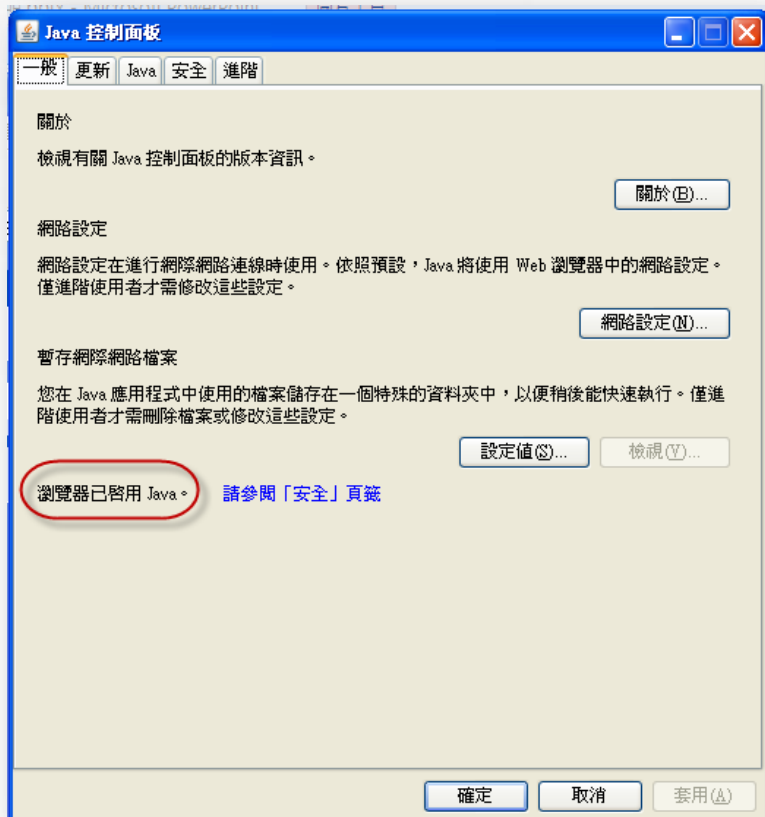 Java 控制面板
一般 更新 Java 安全 進階
關於
檢視有關 Java 控制面板的版本資訊。
關於(B)...
網路設定
網路設定在進行網際網路連線時使用。依照預設，Java 將使用 Web 瀏覽器中的網路設定。
僅進階使用者才需修改這些設定。
網路設定(N)...
暫存網際網路檔案
您在 Java 應用程式中使用的檔案儲存在一個特殊的資料夾中，以便稍後能快速執行。僅進
階使用者才需刪除檔案或修改這些設定。
設定值(S)... 檢視(V)...
瀏覽器已啓用 Java。 請參閱「安全」頁籤
確定 取消 套用(A)